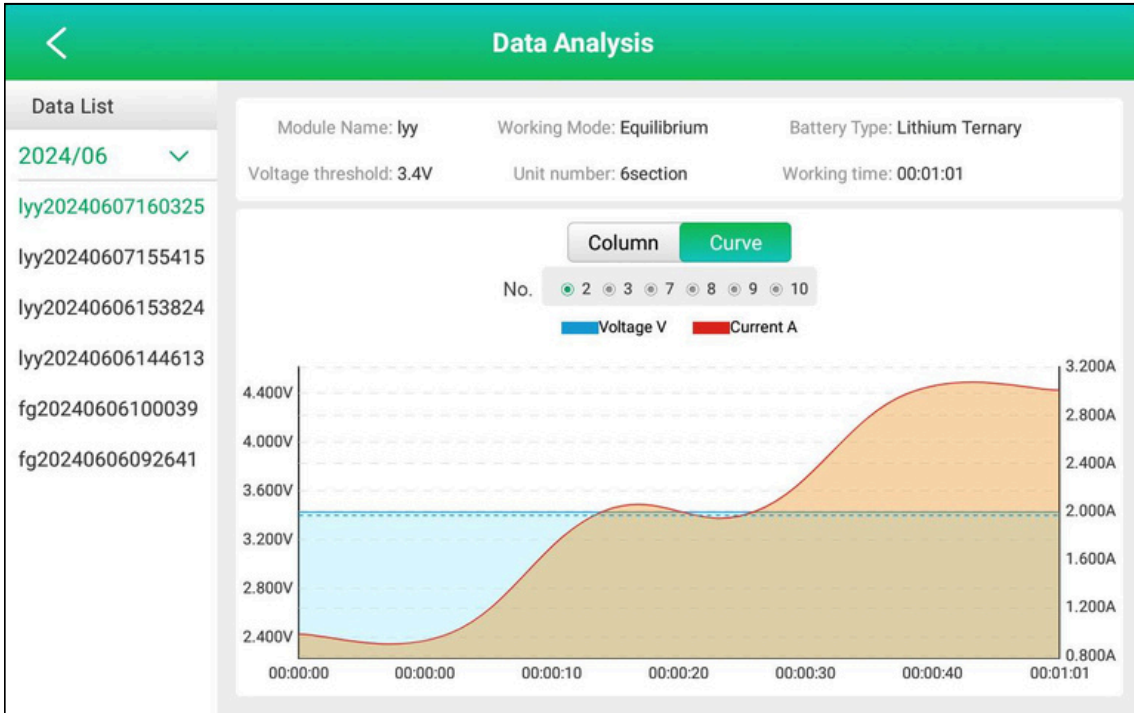 Data Analysis
Data List
2024/06
lyy20240607160325
lyy20240607155415
lyy20240606153824
lyy20240606144613
fg20240606100039
fg20240606092641
Module Name: lyy Working Mode: Equilibrium Battery Type: Lithium Ternary
Voltage threshold: 3.4V Unit number: 6section Working time: 00:01:01
Column Curve
No. 2 3 7 8 9 10
Voltage V Current A
3.200A
4.400V
2.800A
4.000V
2.400A
3.600V
2.000A
3.200V
1.600A
2.800V
1.200A
2.400V
0.800A
00:00:00 00:00:00 00:00:10 00:00:20 00:00:30 00:00:40 00:01:01